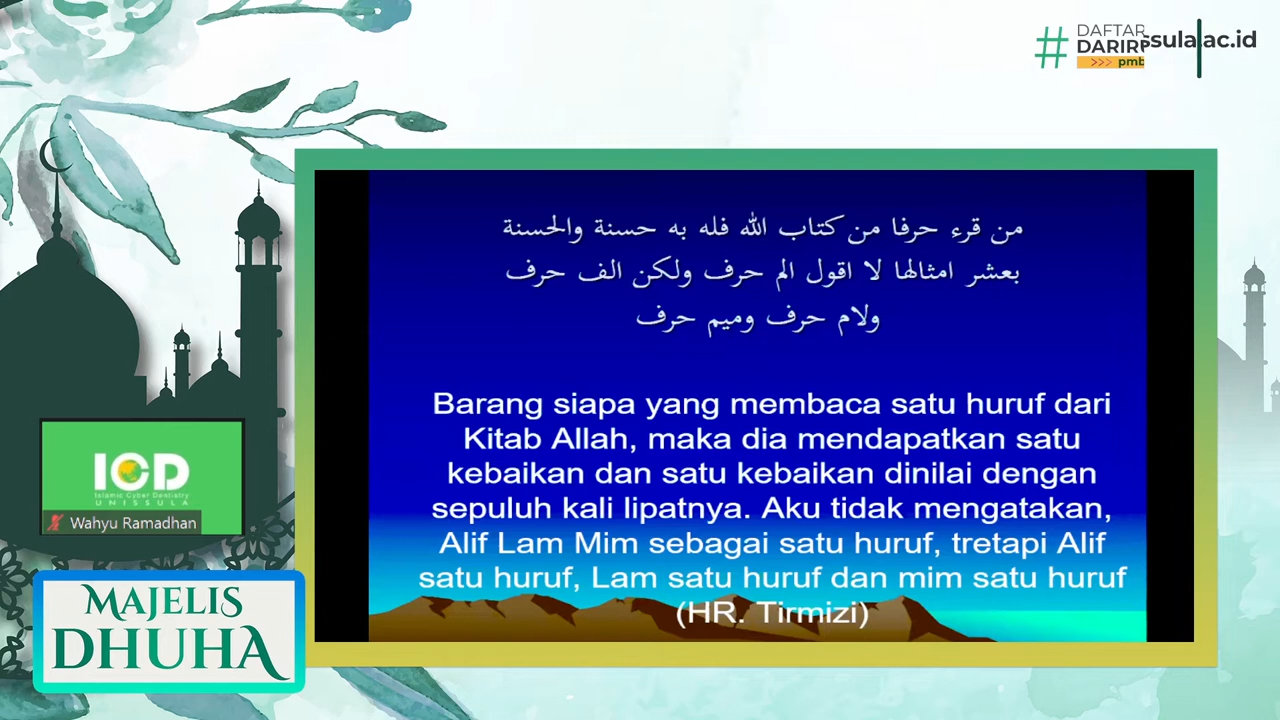 # DAFTAR
DARIR
>>> pmb
ssula.ac.id
من قرء حرفا من كتاب الله فله به حسنة والحسنة
بعشر امثالها لا اقول الم حرف ولكن الف حرف
ولام حرف وميم حرف
Barang siapa yang membaca satu huruf dari
Kitab Allah, maka dia mendapatkan satu
kebaikan dan satu kebaikan dinilai dengan
sepuluh kali lipatnya. Aku tidak mengatakan,
Alif Lam Mim sebagai satu huruf, tretapi Alif
satu huruf, Lam satu huruf dan mim satu huruf
(HR. Tirmizi)
ICD
Islamic Cyber Dentistry
UNISSULA
Wahyu Ramadhan
MAJELIS
DHUHA